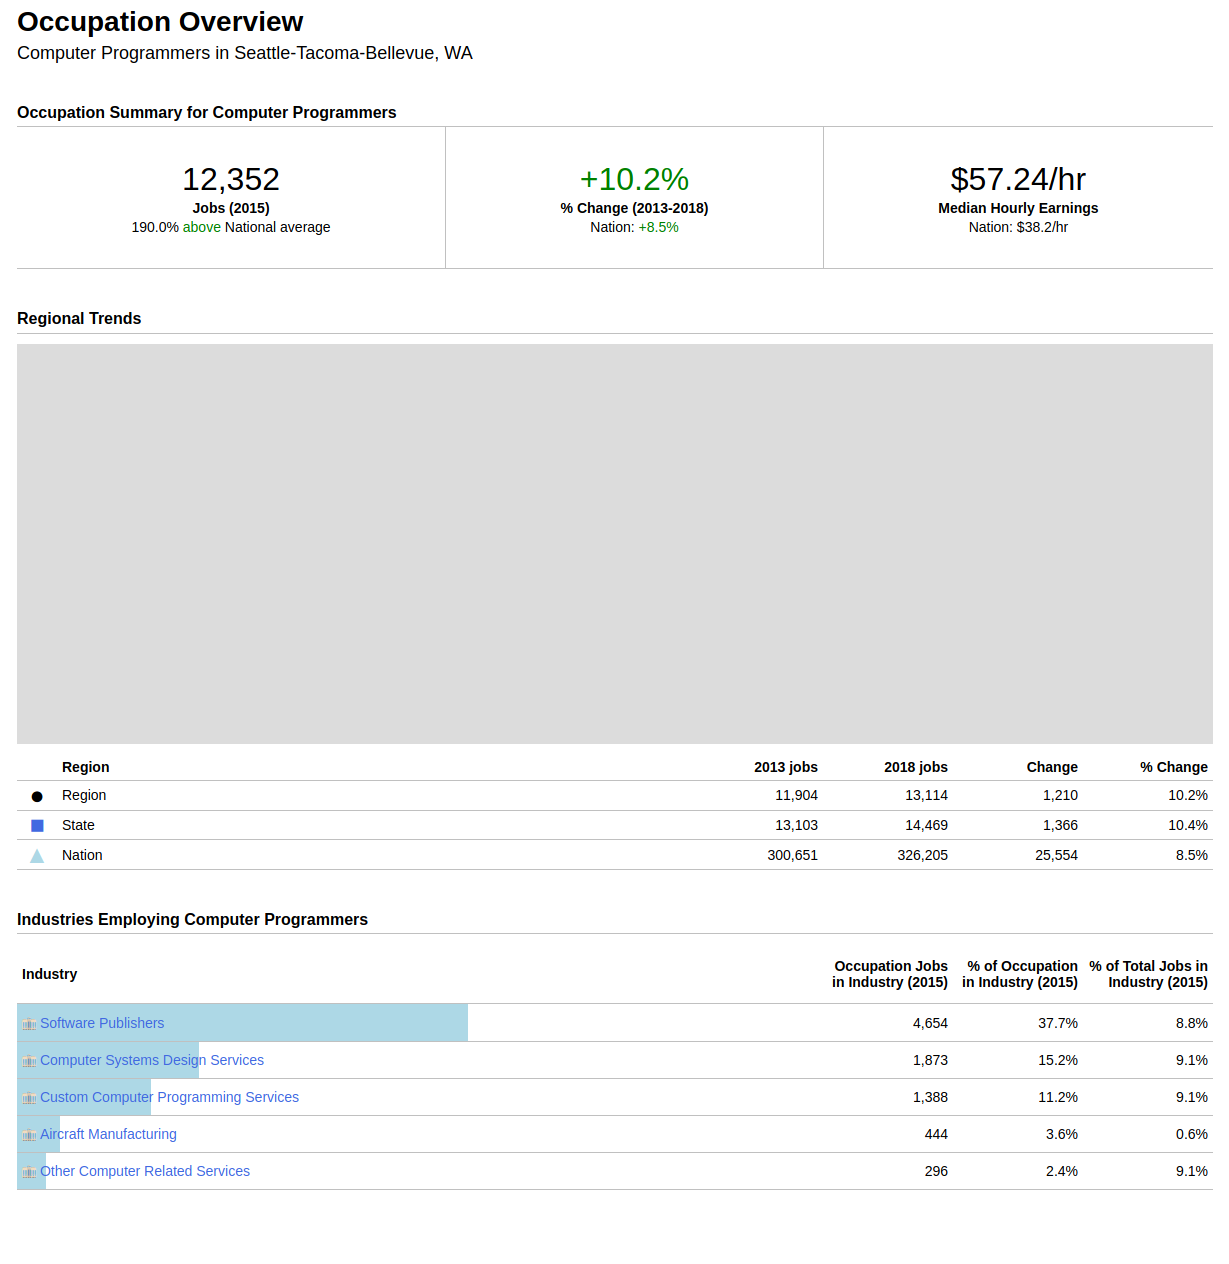 Occupation Overview
Computer Programmers in Seattle-Tacoma-Bellevue, WA
Occupation Summary for Computer Programmers
12,352
Jobs (2015)
190.0% above National average
+10.2%
% Change (2013-2018)
Nation: +8.5%
$57.24/hr
Median Hourly Earnings
Nation: $38.2/hr
Regional Trends
Region 2013 jobs 2018 jobs Change % Change
Region 11,904 13,114 1,210 10.2%
State 13,103 14,469 1,366 10.4%
Nation 300,651 326,205 25,554 8.5%
Industries Employing Computer Programmers
Industry Occupation Jobs in Industry (2015) % of Occupation in Industry (2015) % of Total Jobs in Industry (2015)
Software Publishers 4,654 37.7% 8.8%
Computer Systems Design Services 1,873 15.2% 9.1%
Custom Computer Programming Services 1,388 11.2% 9.1%
Aircraft Manufacturing 444 3.6% 0.6%
Other Computer Related Services 296 2.4% 9.1%